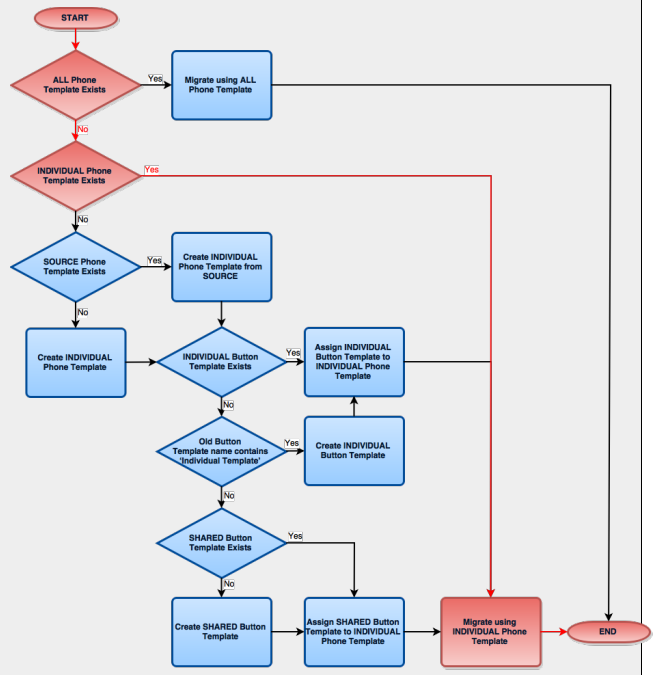 START
ALL Phone
Template Exists
Yes
Migrate using ALL
Phone Template
No
INDIVIDUAL Phone
Template Exists
Yes
No
SOURCE Phone
Template Exists
Yes
Create INDIVIDUAL
Phone Template from
SOURCE
No
Create INDIVIDUAL
Phone Template
INDIVIDUAL Button
Template Exists
Yes
Assign INDIVIDUAL
Button Template to
INDIVIDUAL Phone
Template
No
Old Button
Template name contains
'Individual Template'
Yes
Create INDIVIDUAL
Button Template
No
SHARED Button
Template Exists
Yes
No
Create SHARED Button
Template
Assign SHARED Button
Template to INDIVIDUAL
Phone Template
Migrate using
INDIVIDUAL Phone
Template
END